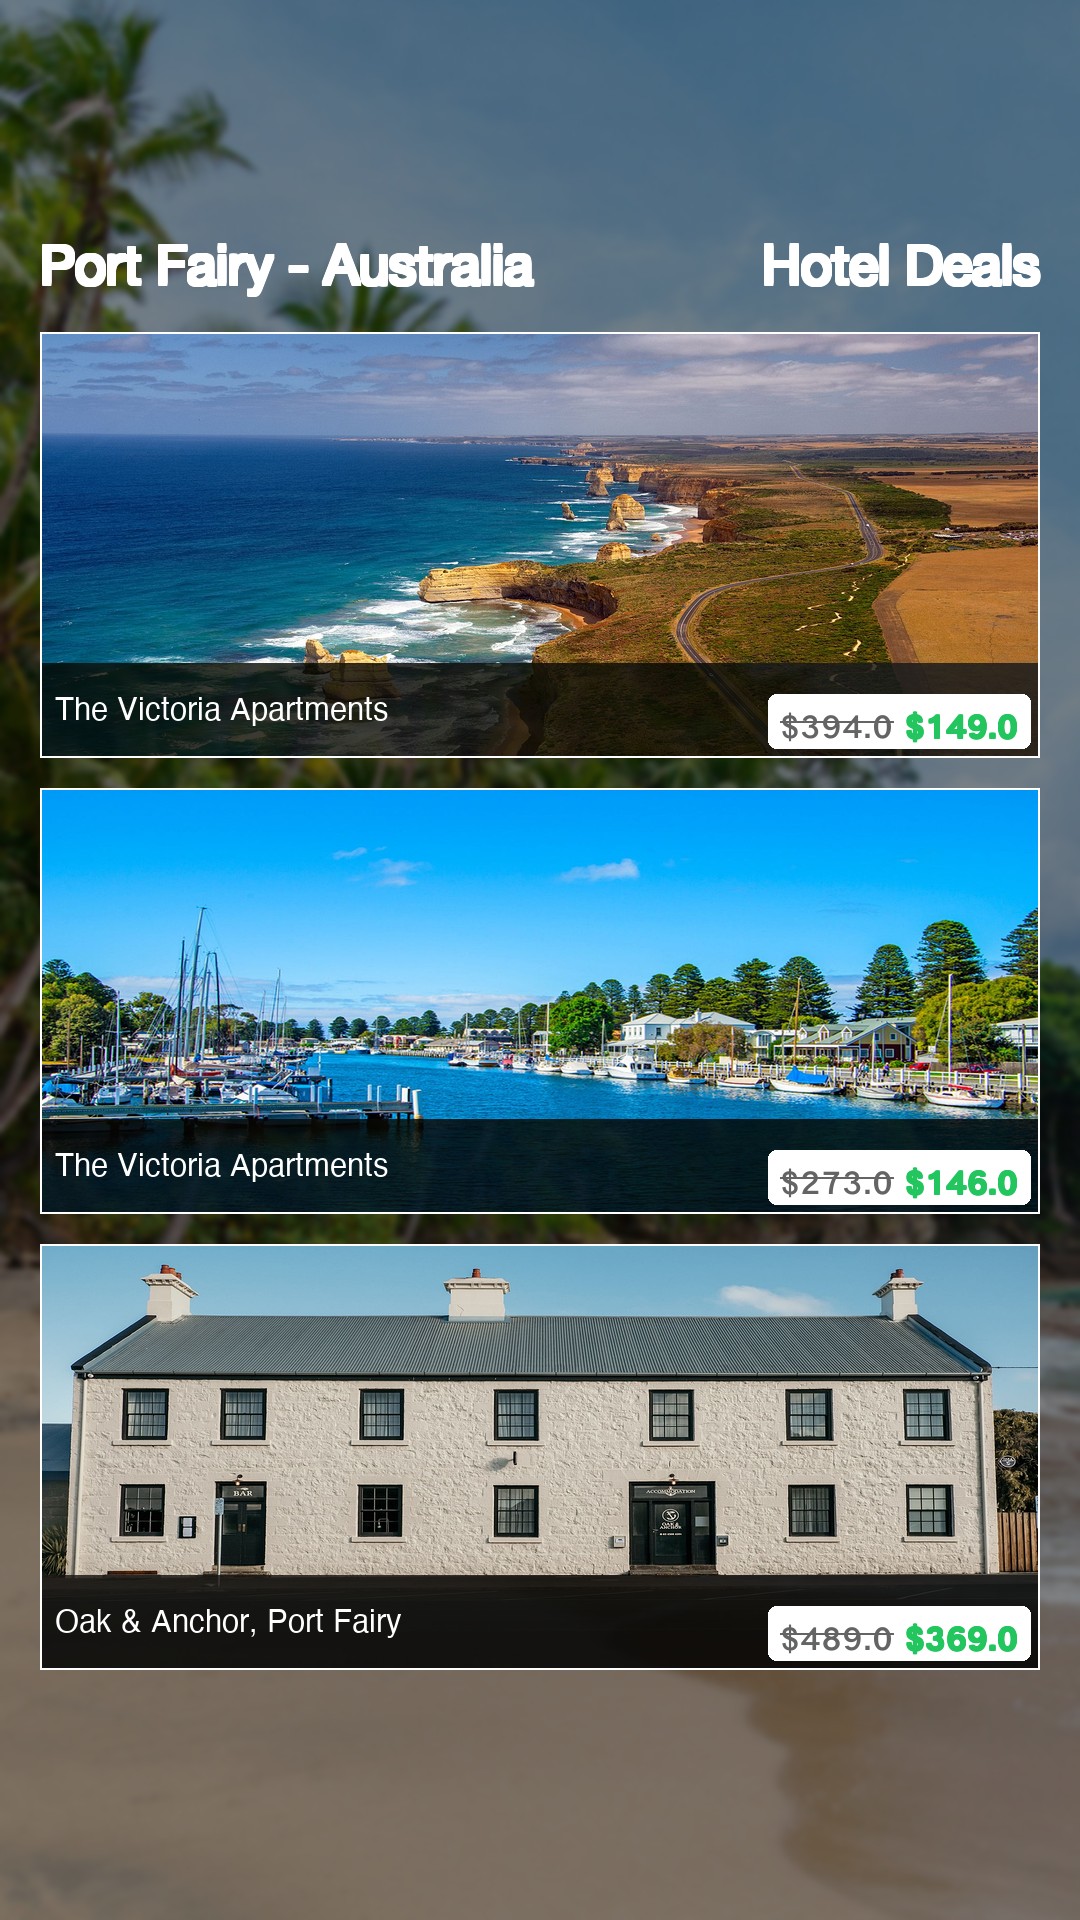 Port Fairy - Australia Hotel Deals
The Victoria Apartments
$394.0 $149.0
The Victoria Apartments
$273.0 $146.0
BAR
ACCOMMODATION
OAK &
ANCHOR
Oak & Anchor, Port Fairy
$489.0 $369.0